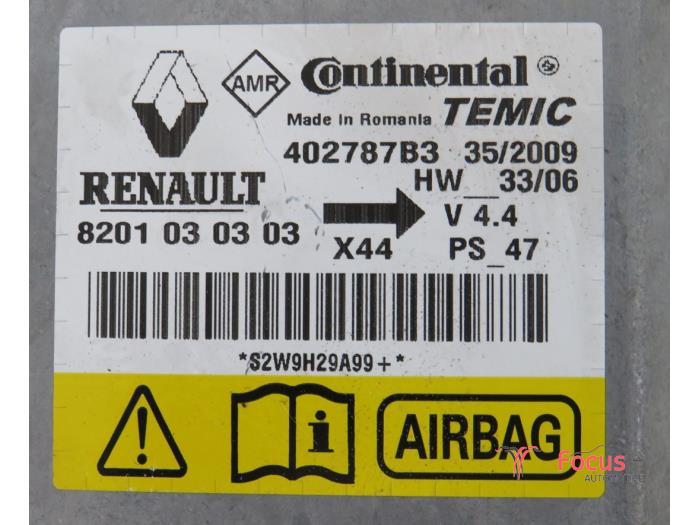 AMR
Continental
Made In Romania TEMIC
402787B3 35/2009
RENAULT
HW__33/06
8201 03 03 03
V 4.4
X44
PS_47
*S2W9H29A99+*
AIRBAG
Focus
AUTOMOTIVE